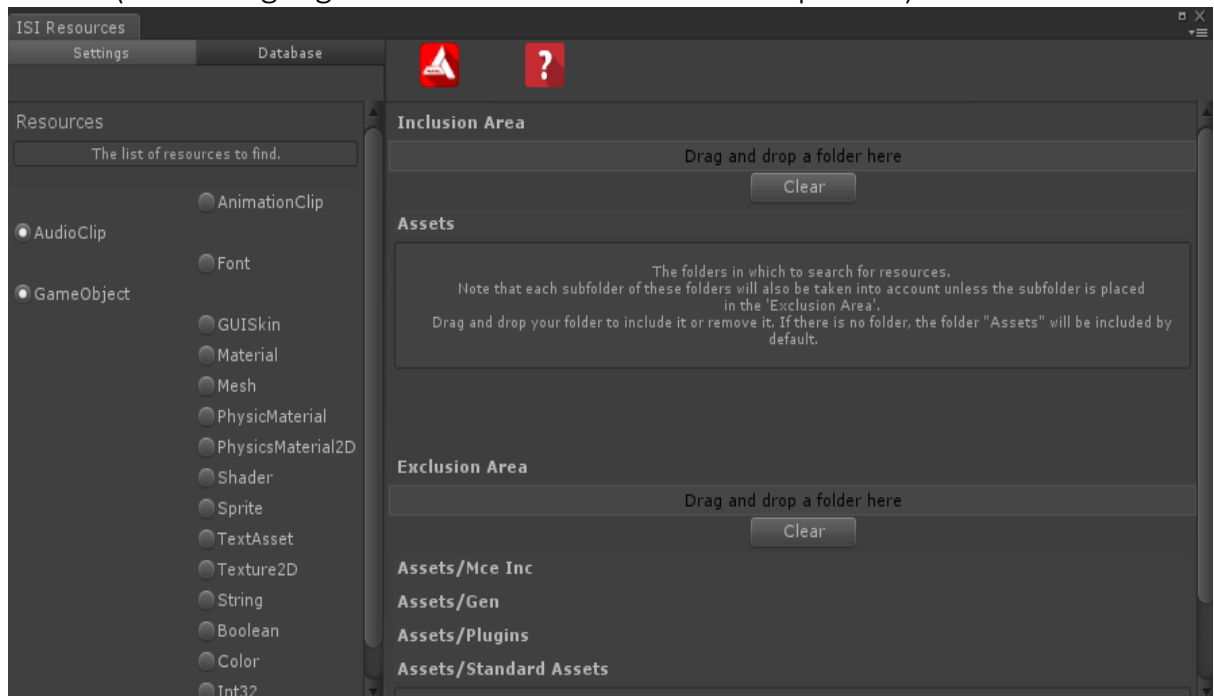 ISI Resources
Settings
Database
Resources
The list of resources to find.
AnimationClip
AudioClip
Font
GameObject
GUISkin
Material
Mesh
PhysicMaterial
PhysicsMaterial2D
Shader
Sprite
TextAsset
Texture2D
String
Boolean
Color
Int32
?
Inclusion Area
Drag and drop a folder here
Clear
Assets
The folders in which to search for resources.
Note that each subfolder of these folders will also be taken into account unless the subfolder is placed
in the 'Exclusion Area'.
Drag and drop your folder to include it or remove it. If there is no folder, the folder "Assets" will be included by
default.
Exclusion Area
Drag and drop a folder here
Clear
Assets/Mce Inc
Assets/Gen
Assets/Plugins
Assets/Standard Assets